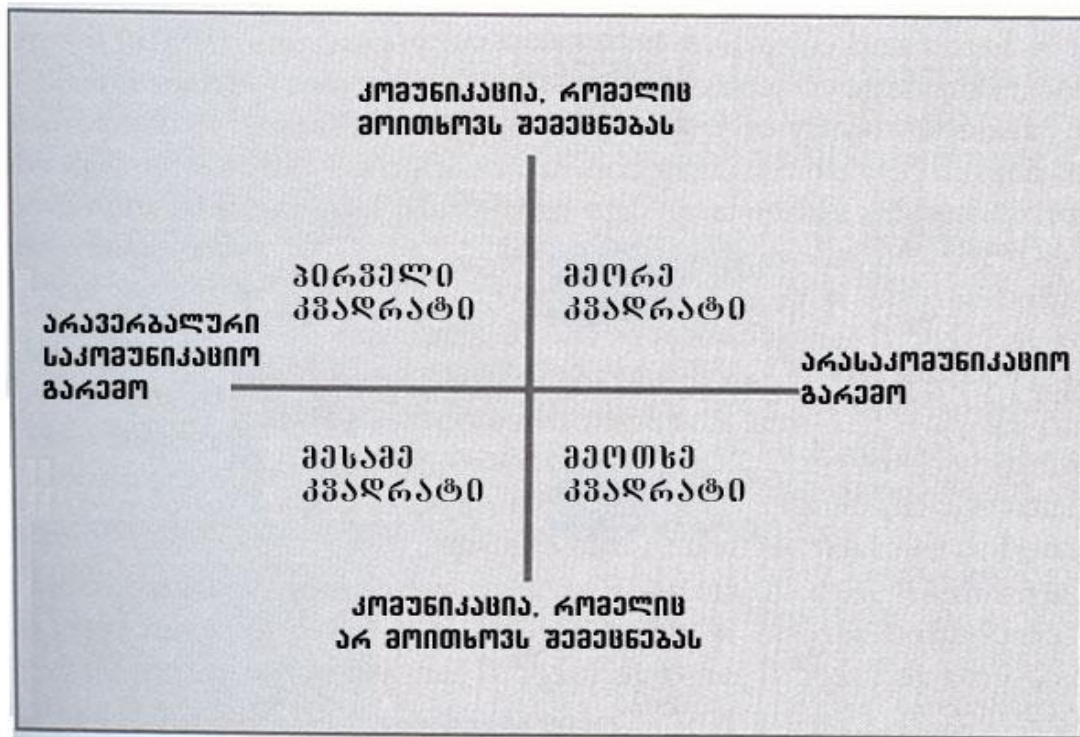 კომუნიკაცია, რომელიც
მოითხოვს შემეცნებას
პირველი
კვადრატი
მეორე
კვადრატი
არავერბალური
საკომუნიკაციო
გარემო
არასაკომუნიკაციო
გარემო
მესამე
კვადრატი
მეოთხე
კვადრატი
კომუნიკაცია, რომელიც
არ მოითხოვს შემეცნებას